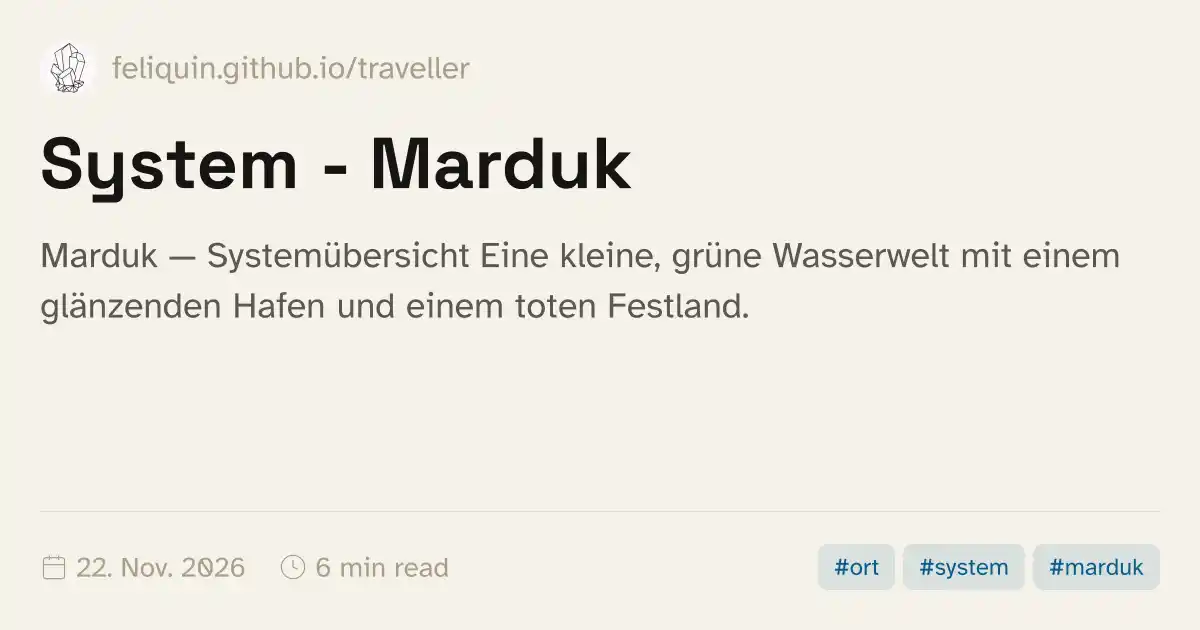 feliquin.github.io/traveller
System - Marduk
Marduk — Systemübersicht Eine kleine, grüne Wasserwelt mit einem
glänzenden Hafen und einem toten Festland.
22. Nov. 2026 6 min read #ort #system #marduk